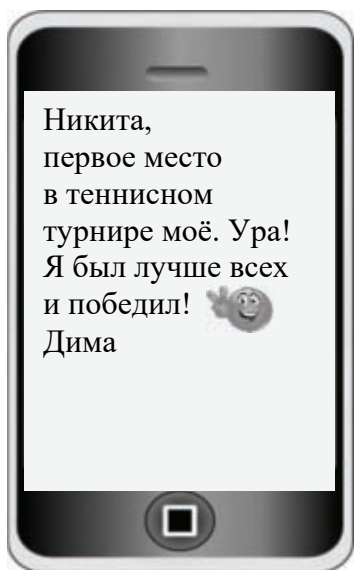 Никита,
первое место
в теннисном
турнире моё. Ура!
Я был лучше всех
и победил!
Дима